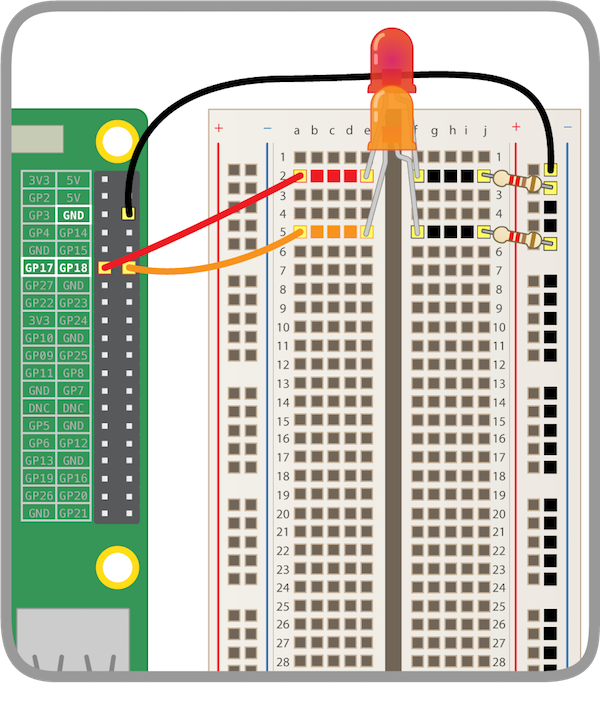 + − a b c d e f g h i j + −
1 1
2 2
3 3
4 4
5 5
6 6
7 7
8 8
9 9
10 10
11 11
12 12
13 13
14 14
15 15
16 16
17 17
18 18
19 19
20 20
21 21
22 22
23 23
24 24
25 25
26 26
27 27
28 28
3V3 5V
GP2 5V
GP3 GND
GP4 GP14
GND GP15
GP17 GP18
GP27 GND
GP22 GP23
3V3 GP24
GP10 GND
GP09 GP25
GP11 GP8
GND GP7
DNC DNC
GP5 GND
GP6 GP12
GP13 GND
GP19 GP16
GP26 GP20
GND GP21